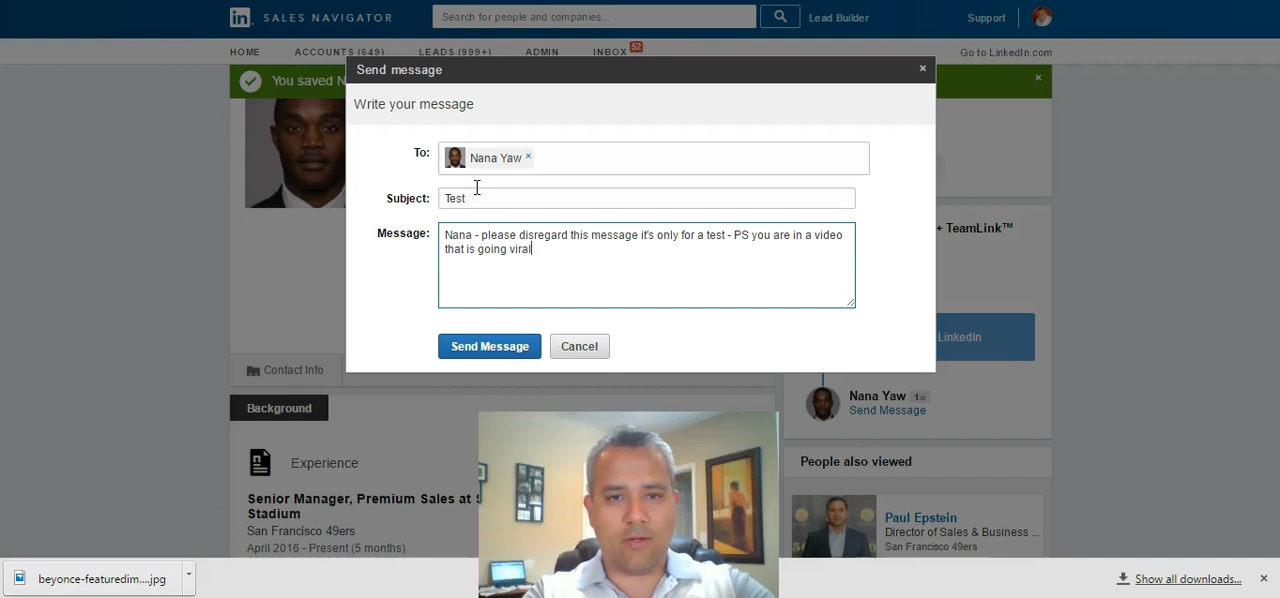 in SALES NAVIGATOR Search for people and companies... Lead Builder Support
HOME ACCOUNTS (649) LEADS (999+) ADMIN INBOX 52 Go to LinkedIn.com
You saved N
Send message ×
Write your message
To: Nana Yaw ×
Subject: Test
Message: Nana - please disregard this message it's only for a test - PS you are in a video
that is going viral
Send Message Cancel
+ TeamLink™
LinkedIn
Contact Info
Nana Yaw 1st
Send Message
Background
People also viewed
Experience
Senior Manager, Premium Sales at
Stadium
San Francisco 49ers
April 2016 - Present (5 months)
Paul Epstein
Director of Sales & Business ...
San Francisco 49ers
beyonce-featuredim....jpg Show all downloads... ×